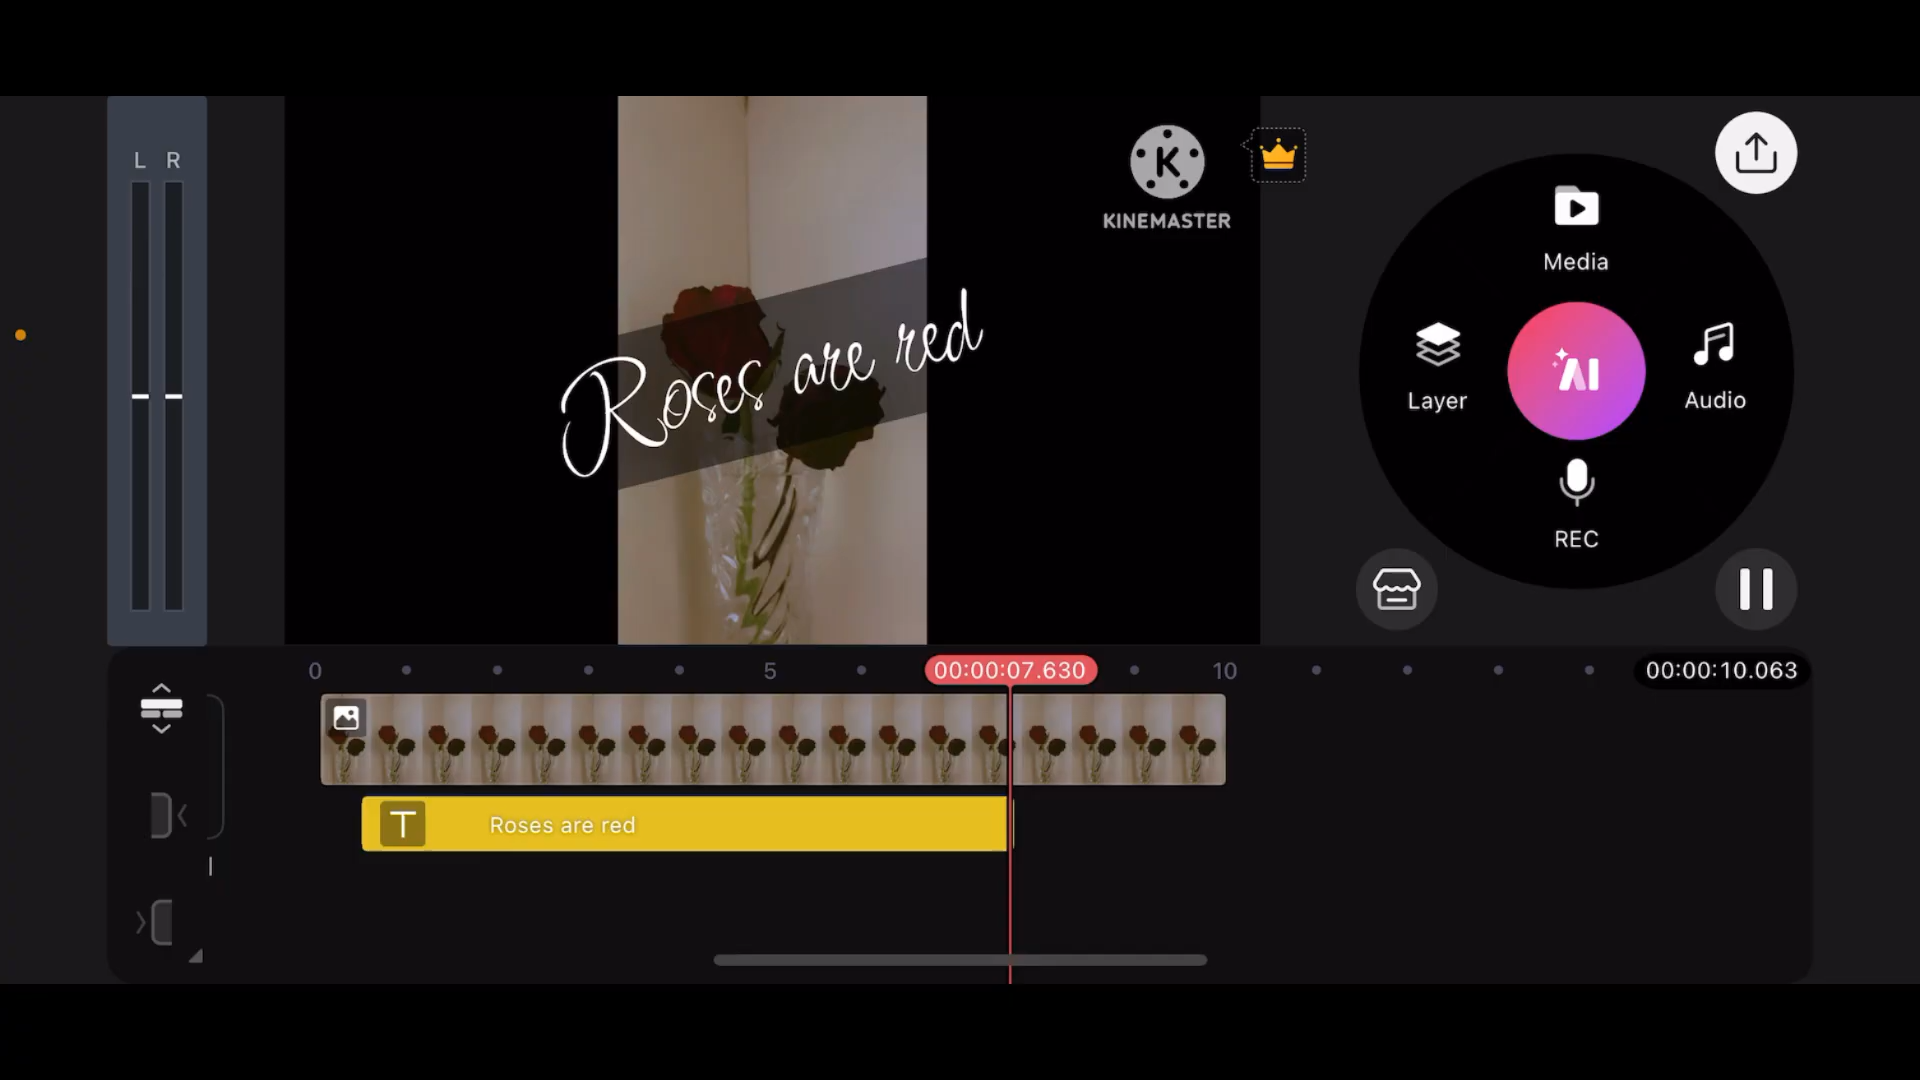 L R
K
KINEMASTER
Roses are red
Media
Layer
AI
Audio
REC
0
5
00:00:07.630
10
00:00:10.063
T
Roses are red